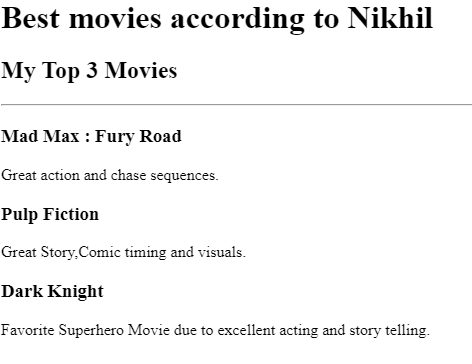 Best movies according to Nikhil
My Top 3 Movies
Mad Max : Fury Road
Great action and chase sequences.
Pulp Fiction
Great Story,Comic timing and visuals.
Dark Knight
Favorite Superhero Movie due to excellent acting and story telling.